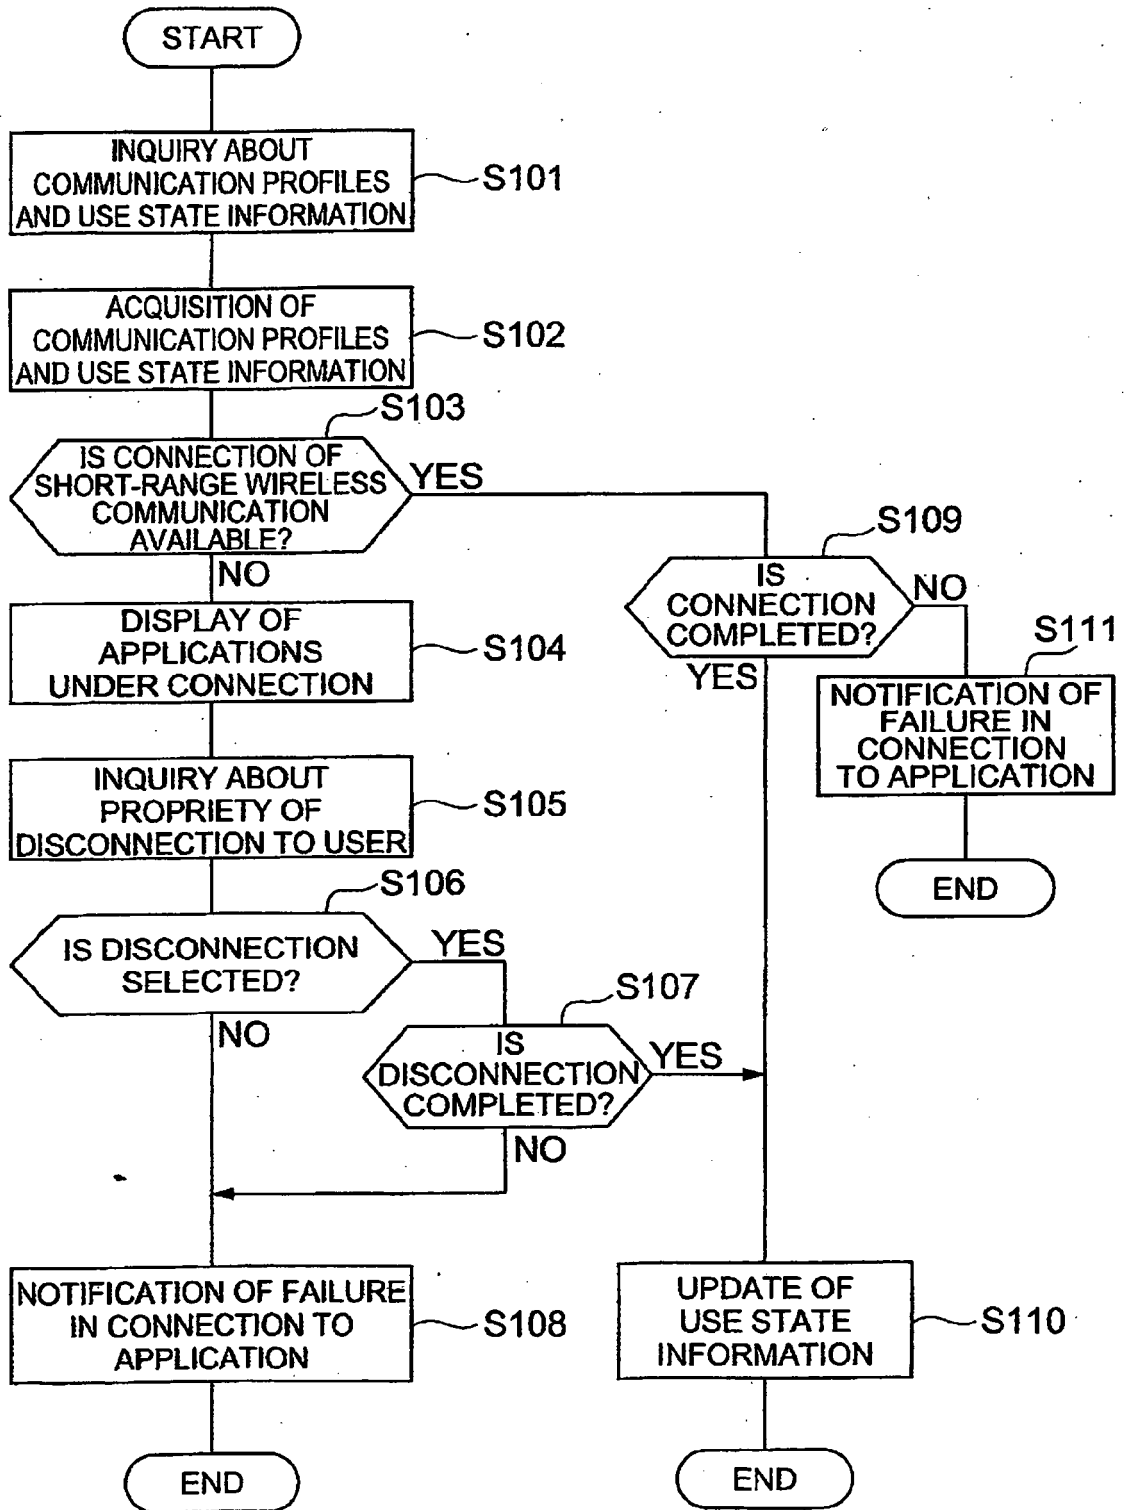 START
INQUIRY ABOUT
COMMUNICATION PROFILES
AND USE STATE INFORMATION
S101
ACQUISITION OF
COMMUNICATION PROFILES
AND USE STATE INFORMATION
S102
S103
IS CONNECTION OF
SHORT-RANGE WIRELESS
COMMUNICATION
AVAILABLE?
YES
NO
S109
IS
CONNECTION
COMPLETED?
NO
YES
S111
NOTIFICATION OF
FAILURE IN
CONNECTION
TO APPLICATION
END
DISPLAY OF
APPLICATIONS
UNDER CONNECTION
S104
INQUIRY ABOUT
PROPRIETY OF
DISCONNECTION TO USER
S105
S106
IS DISCONNECTION
SELECTED?
YES
NO
S107
IS
DISCONNECTION
COMPLETED?
YES
NO
NOTIFICATION OF FAILURE
IN CONNECTION TO
APPLICATION
S108
END
UPDATE OF
USE STATE
INFORMATION
S110
END